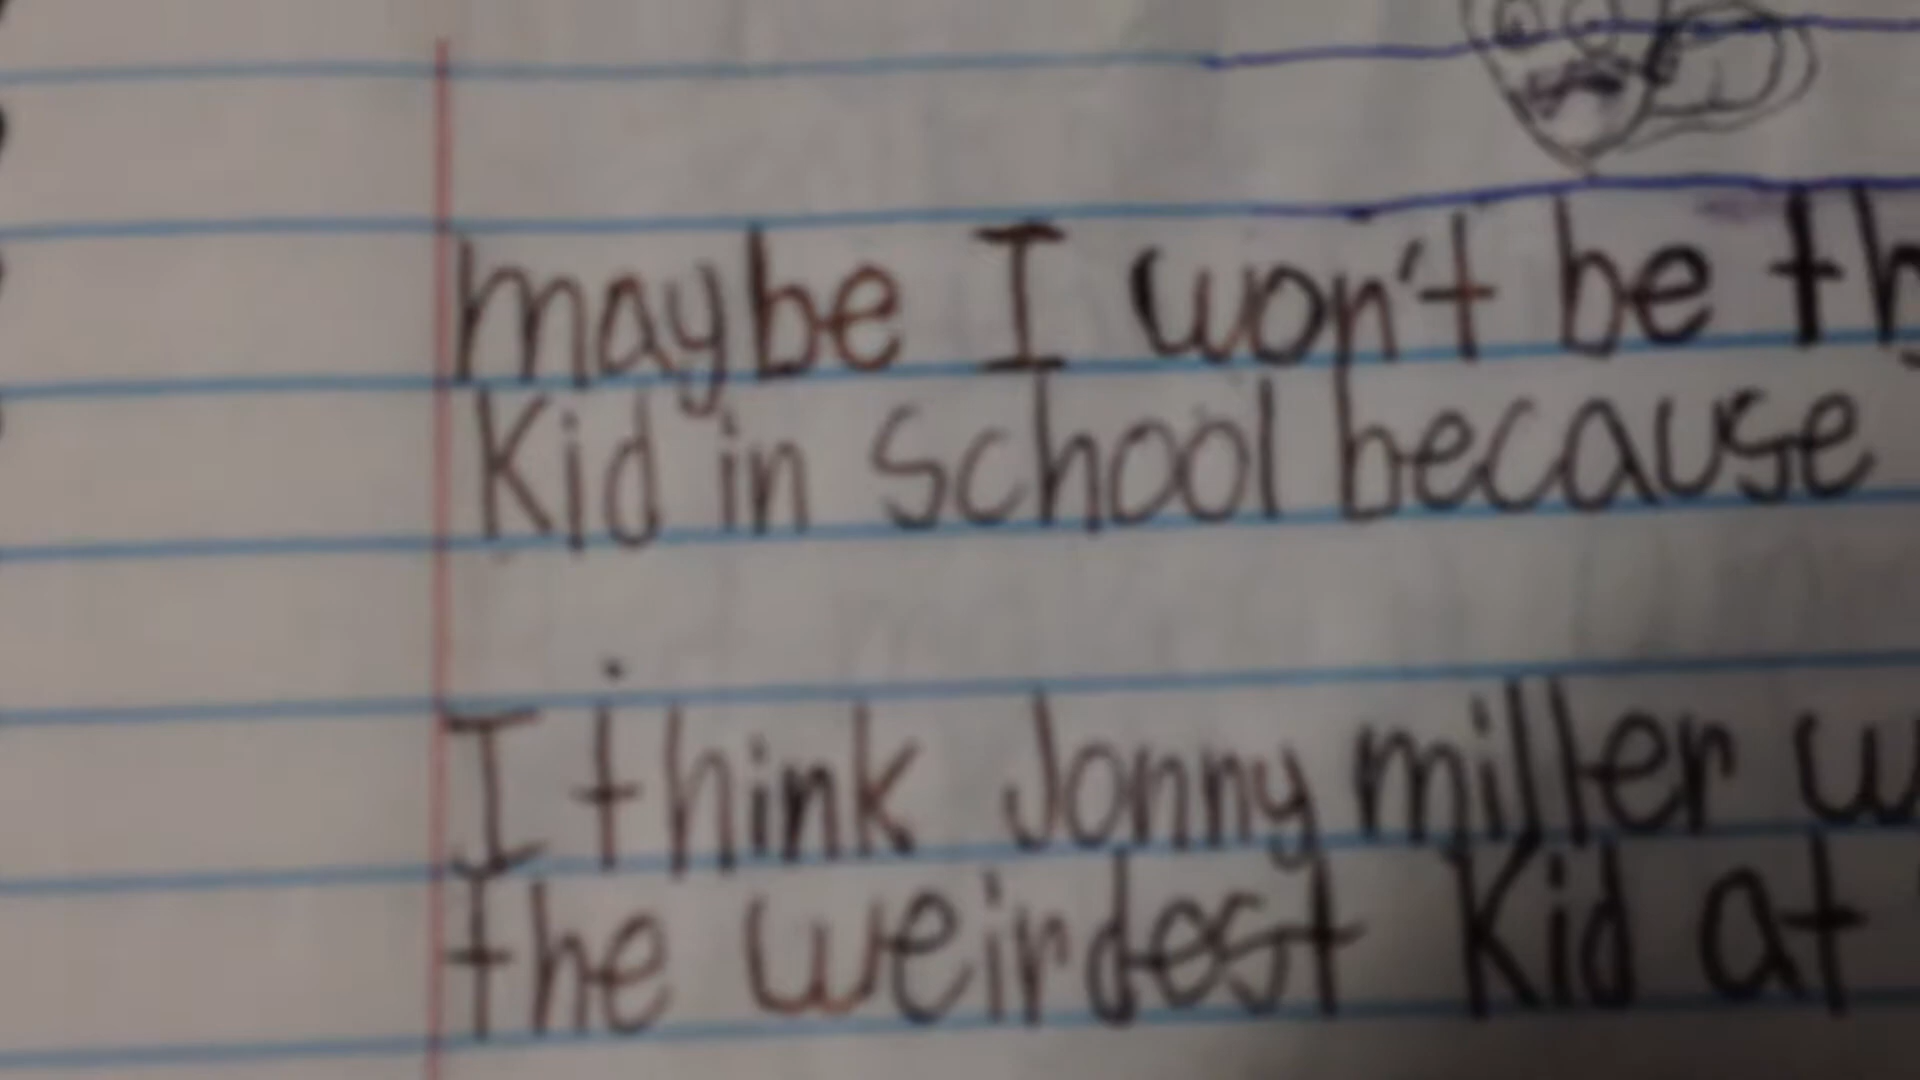 maybe I won't be th
Kid in School because
I think Jonny miller w
the weirdest Kid at